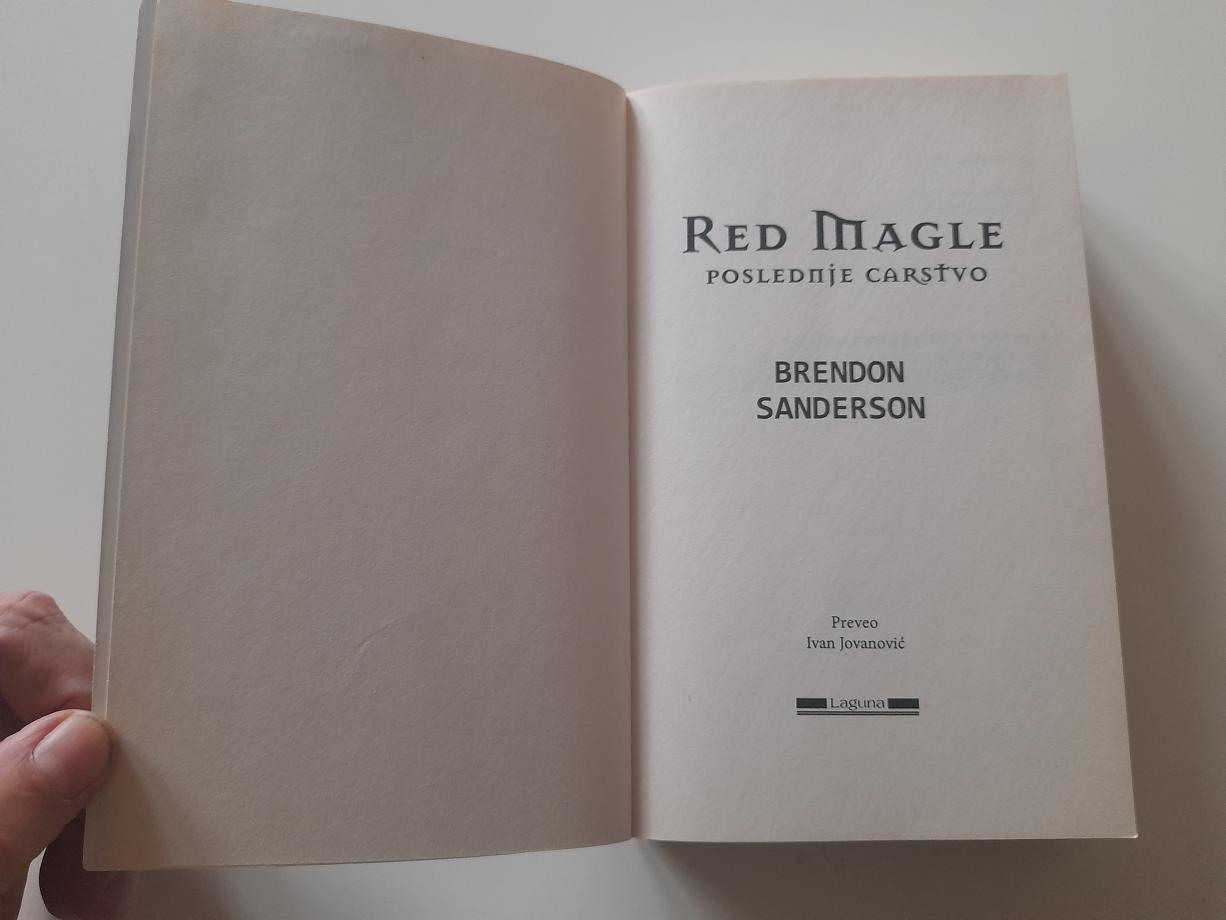 RED MAGLE
POSLEDNJE CARSTVO
BRENDON
SANDERSON
Preveo
Ivan Jovanović
Laguna